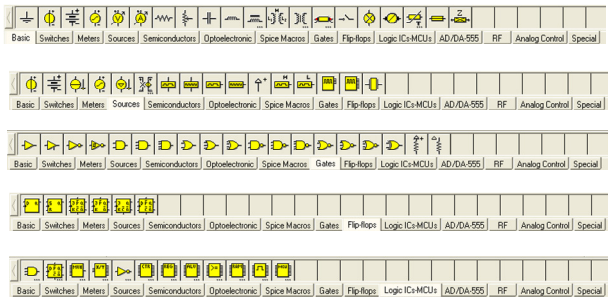 Basic Switches Meters Sources Semiconductors Optoelectronic Spice Macros Gates Flip-flops Logic ICs-MCUs AD/DA-555 RF Analog Control Special
Basic Switches Meters Sources Semiconductors Optoelectronic Spice Macros Gates Flip-flops Logic ICs-MCUs AD/DA-555 RF Analog Control Special
Basic Switches Meters Sources Semiconductors Optoelectronic Spice Macros Gates Flip-flops Logic ICs-MCUs AD/DA-555 RF Analog Control Special
Basic Switches Meters Sources Semiconductors Optoelectronic Spice Macros Gates Flip-flops Logic ICs-MCUs AD/DA-555 RF Analog Control Special
Basic Switches Meters Sources Semiconductors Optoelectronic Spice Macros Gates Flip-flops Logic ICs-MCUs AD/DA-555 RF Analog Control Special